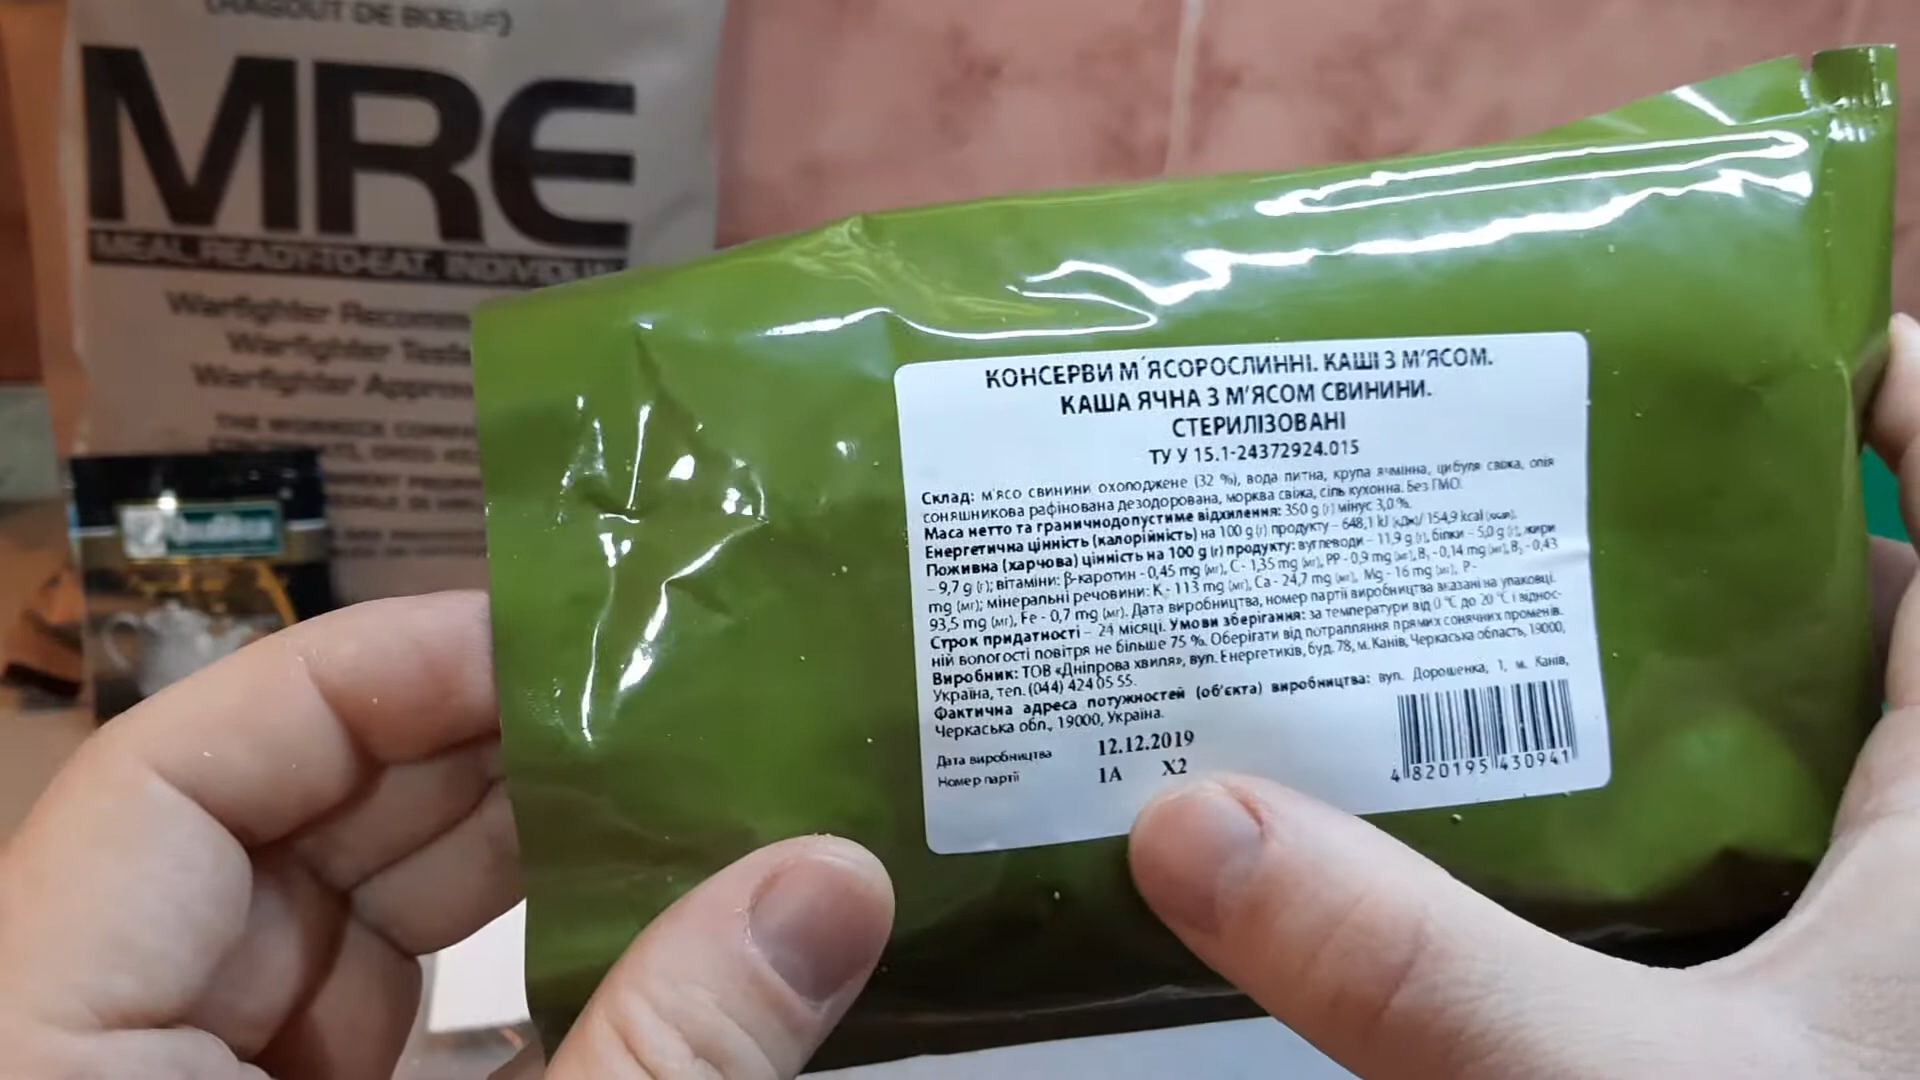 (RAGOUT DE BŒUF)
MRE
MEAL, READY-TO-EAT, INDIVIDUAL
Warfighter Recomm
Warfighter Teste
Warfighter Approv
КОНСЕРВИ М´ЯСОРОСЛИННІ. КАШІ З М'ЯСОМ.
КАША ЯЧНА З М'ЯСОМ СВИНИНИ.
СТЕРИЛІЗОВАНІ
ТУ У 15.1-24372924.015
Склад: м'ясо свинини охолоджене (32 %), вода питна, крупа ячмінна, цибуля свіжа, олія
соняшникова рафінована дезодорована, морква свіжа, сіль кухонна. Без ГМО.
Маса нетто та граничнодопустиме відхилення: 350 g (г) мінус 3,0 %.
Енергетична цінність (калорійність) на 100 g (г) продукту – 648,1 kJ (кДж)/ 154,9 kcal (ккал).
Поживна (харчова) цінність на 100 g (г) продукту: вуглеводи – 11,9 g (г), білки – 5,0 g (г), жири
– 9,7 g (г); вітаміни: β-каротин - 0,45 mg (мг), С - 1,35 mg (мг), РР - 0,9 mg (мг), В₁ - 0,14 mg (мг), В₂ - 0,43
mg (мг); мінеральні речовини: К - 113 mg (мг), Са - 24,7 mg (мг), Mg - 16 mg (мг), Р -
93,5 mg (мг), Fe - 0,7 mg (мг). Дата виробництва, номер партії виробництва вказані на упаковці.
Строк придатності – 24 місяці. Умови зберігання: за температури від 0 °С до 20 °С і віднос-
ній вологості повітря не більше 75 %. Оберігати від потрапляння прямих сонячних променів.
Виробник: ТОВ «Дніпрова хвиля», вул. Енергетиків, буд. 78, м. Канів, Черкаська область, 19000,
Україна, тел. (044) 424 05 55.
Фактична адреса потужностей (об'єкта) виробництва: вул. Дорошенка, 1, м. Канів,
Черкаська обл., 19000, Україна.
Дата виробництва 12.12.2019
Номер партії 1А Х2
4 820195 430941